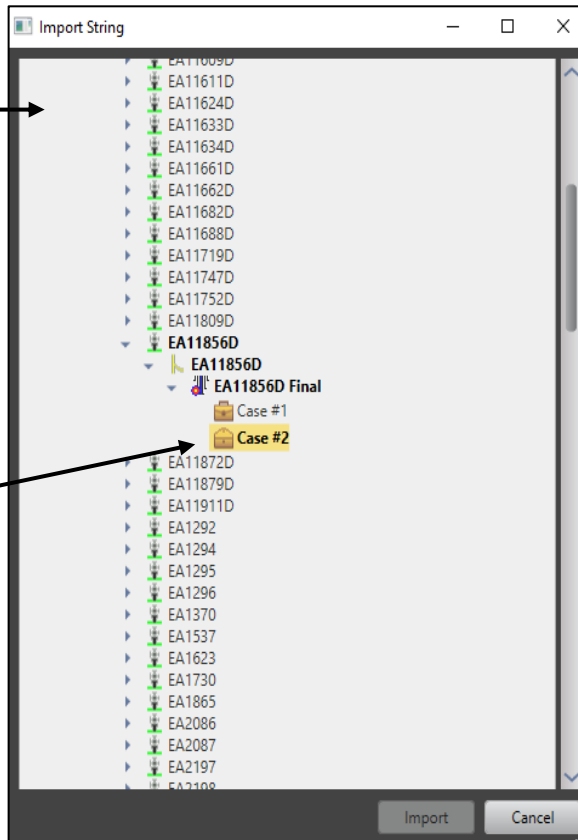 Import String
EA11609D
EA11611D
EA11624D
EA11633D
EA11634D
EA11661D
EA11662D
EA11682D
EA11688D
EA11719D
EA11747D
EA11752D
EA11809D
EA11856D
EA11856D
EA11856D Final
Case #1
Case #2
EA11872D
EA11879D
EA11911D
EA1292
EA1294
EA1295
EA1296
EA1370
EA1537
EA1623
EA1730
EA1865
EA2086
EA2087
EA2197
EA2198
Import Cancel